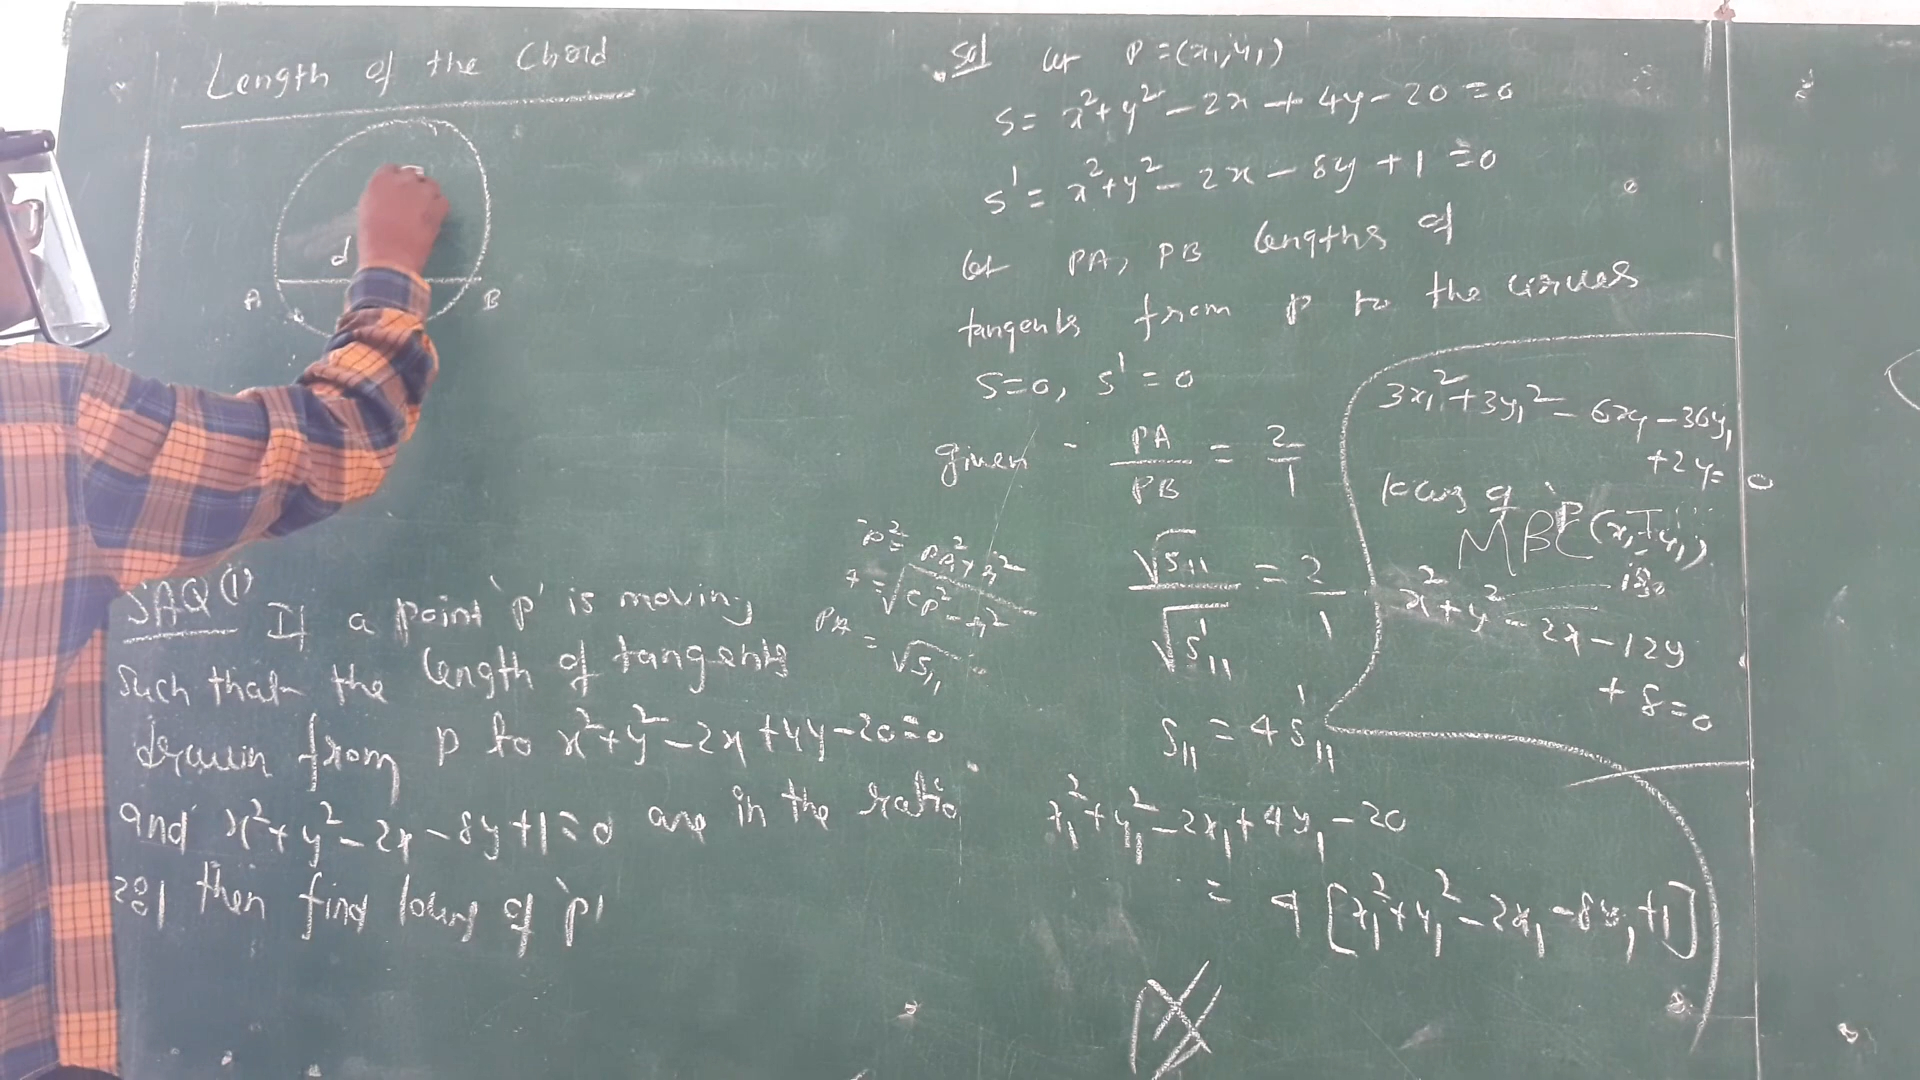 Length of the Chord
d
A B
SAQ (1) If a point 'p' is moving
such that the length of tangents
drawn from p to x²+y²-2x+4y-20=0
and x²+y²-2x-8y+1=0 are in the ratio
2:1 then find locus of 'p'
PA =
√S₁₁
Sol let P=(x₁,y₁)
S= x²+y²-2x+4y-20=0
S'= x²+y²-2x-8y+1=0
let PA, PB lengths of
tangents from P to the circles
S=0, S'=0
given - PA/PB = 2/1
√S₁₁/√S'₁₁ = 2/1
S₁₁ = 4S'₁₁
x₁²+y₁²-2x₁+4y₁-20
= 4[x₁²+y₁²-2x₁-8y₁+1]
3x₁²+3y₁²-6x₁-36y₁
+24=0
locus of P(x₁,y₁)
is
x²+y²-2x-12y
+8=0